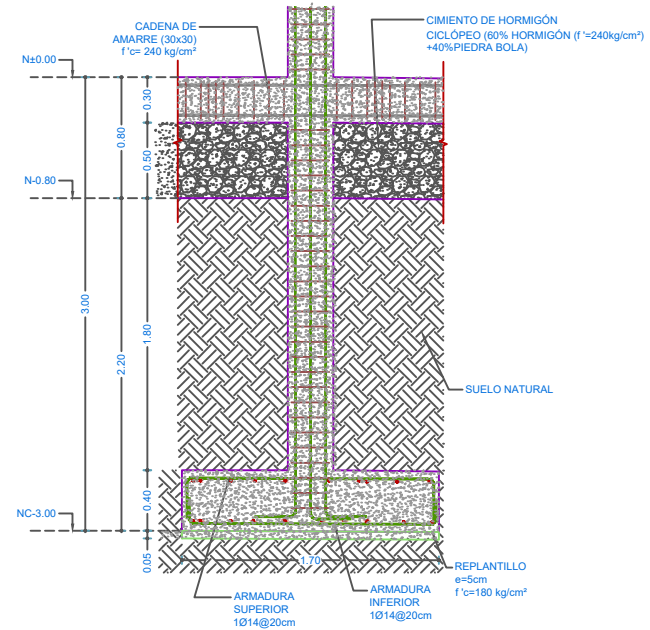 CADENA DE
AMARRE (30x30)
f 'c= 240 kg/cm²
CIMIENTO DE HORMIGÓN
CICLÓPEO (60% HORMIGÓN (f '=240kg/cm²)
+40%PIEDRA BOLA)
N±0.00
0.30
0.80
0.50
N-0.80
3.00
2.20
1.80
SUELO NATURAL
0.40
NC-3.00
0.05
1.70
REPLANTILLO
e=5cm
f 'c=180 kg/cm²
ARMADURA
SUPERIOR
1Ø14@20cm
ARMADURA
INFERIOR
1Ø14@20cm